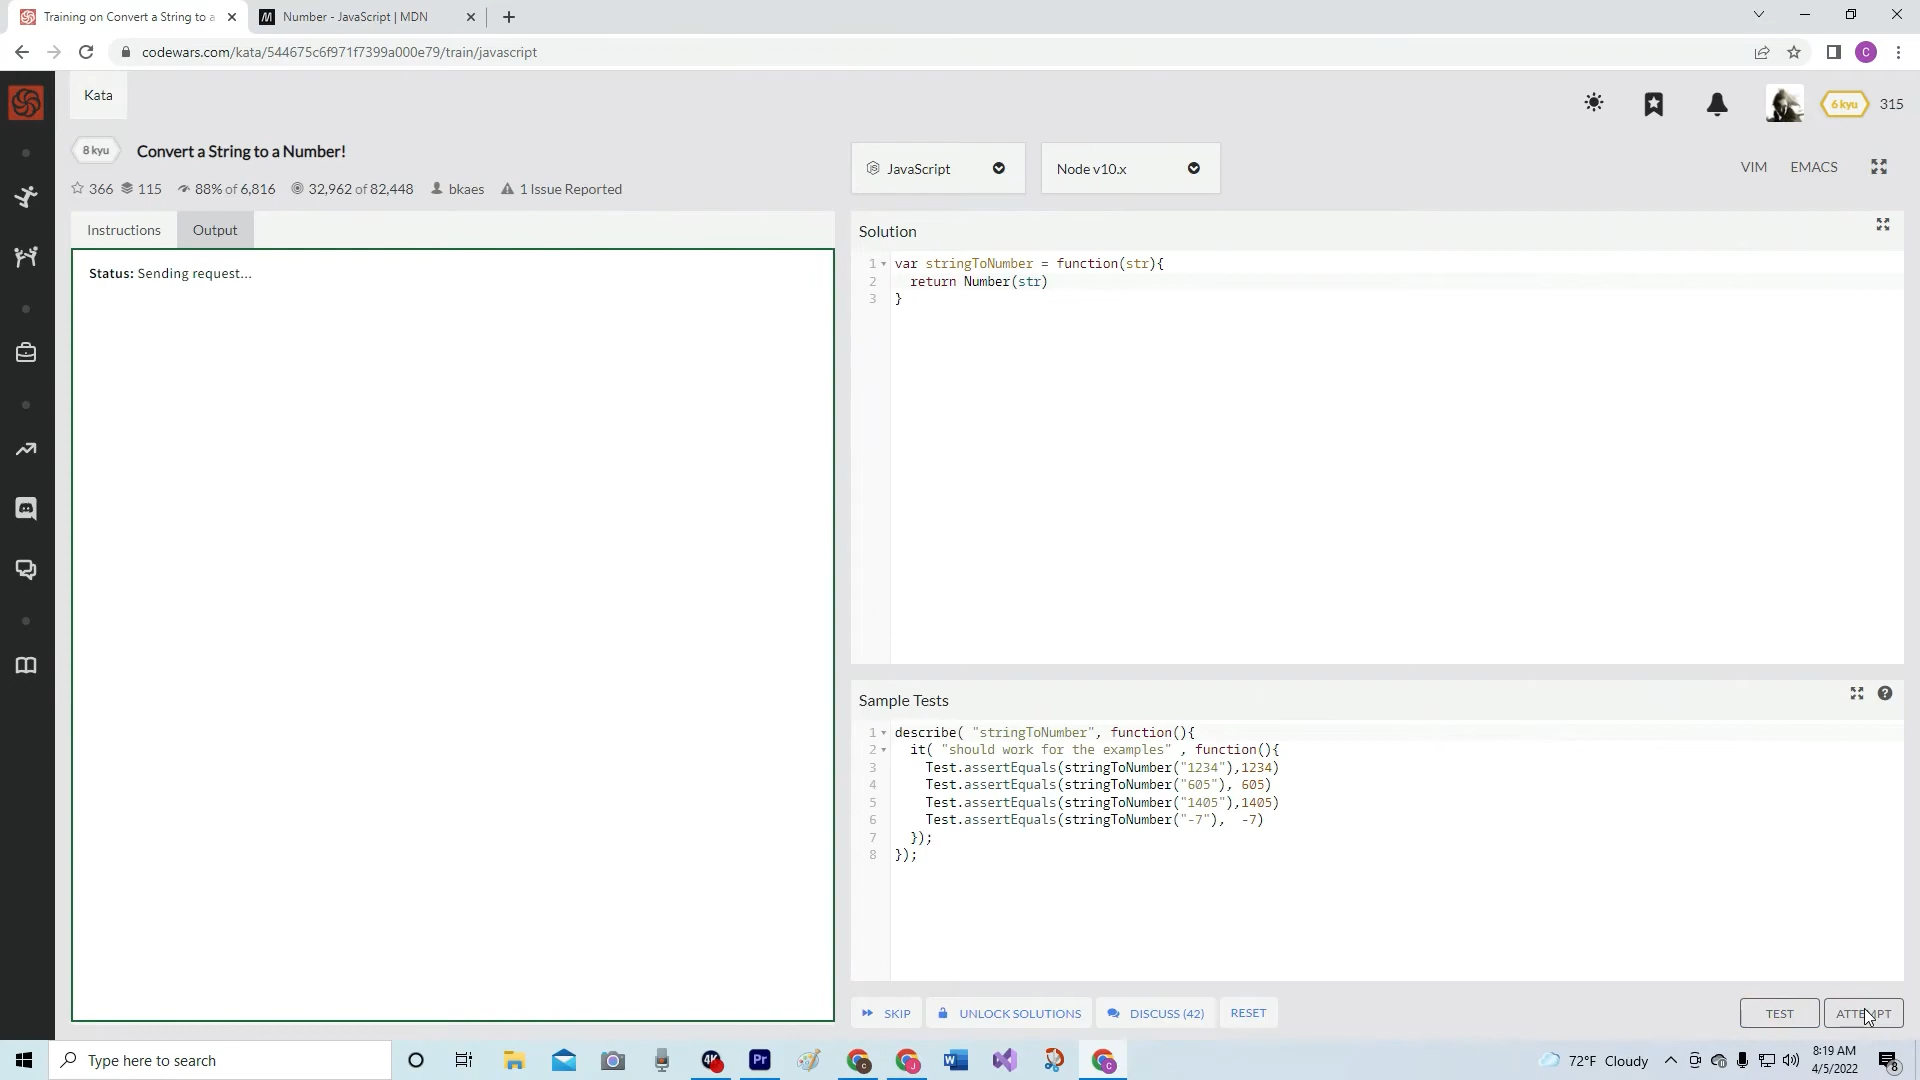 Training on Convert a String to a
Number - JavaScript | MDN
codewars.com/kata/544675c6f971f7399a000e79/train/javascript
C
Kata
6 kyu 315
8 kyu Convert a String to a Number!
366 115 88% of 6,816 32,962 of 82,448 bkaes 1 Issue Reported
JavaScript
Node v10.x
VIM EMACS
Instructions Output
Status: Sending request...
Solution
1 var stringToNumber = function(str){
2 return Number(str)
3 }
Sample Tests
1 describe( "stringToNumber", function(){
2 it( "should work for the examples" , function(){
3 Test.assertEquals(stringToNumber("1234"),1234)
4 Test.assertEquals(stringToNumber("605"), 605)
5 Test.assertEquals(stringToNumber("1405"),1405)
6 Test.assertEquals(stringToNumber("-7"), -7)
7 });
8 });
SKIP UNLOCK SOLUTIONS DISCUSS (42) RESET
TEST ATTEMPT
Type here to search
4K
Pr
72°F Cloudy
8:19 AM
4/5/2022
8